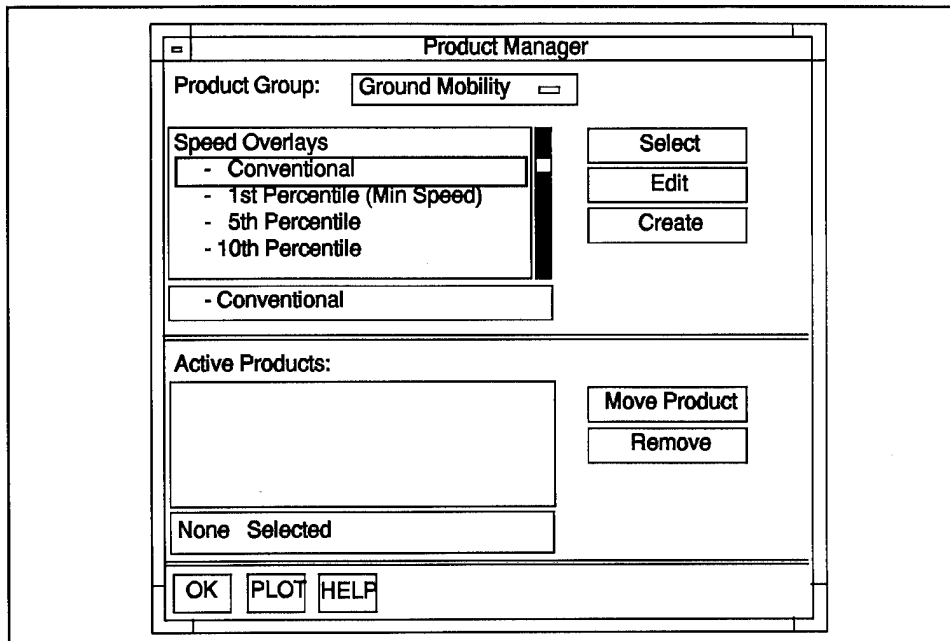 Product Manager
Product Group: Ground Mobility
Speed Overlays
- Conventional
- 1st Percentile (Min Speed)
- 5th Percentile
- 10th Percentile
- Conventional
Select
Edit
Create
Active Products:
None Selected
Move Product
Remove
OK PLOT HELP